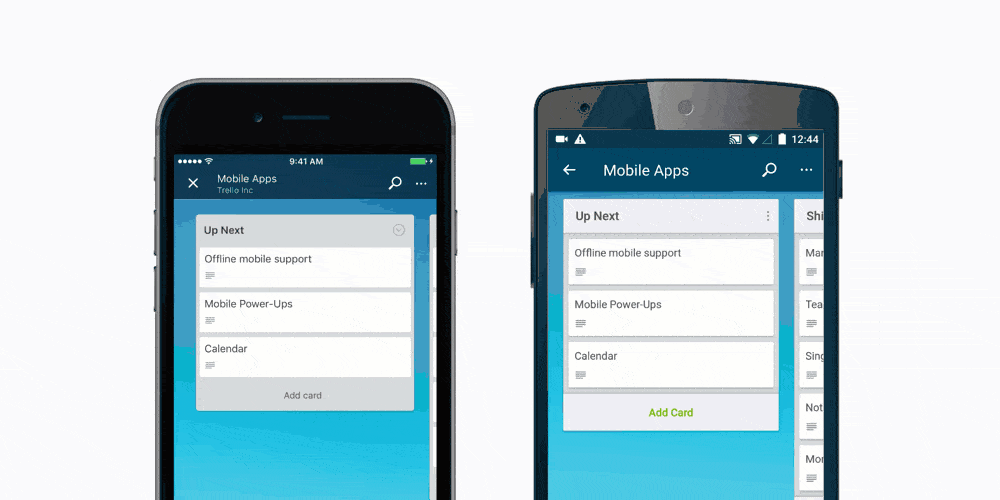 9:41 AM
Mobile Apps
Trello Inc
Up Next
Offline mobile support
Mobile Power-Ups
Calendar
Add card
12:44
Mobile Apps
Up Next
Shi
Offline mobile support
Mar
Mobile Power-Ups
Tea
Calendar
Sing
Not
Add Card
Mor